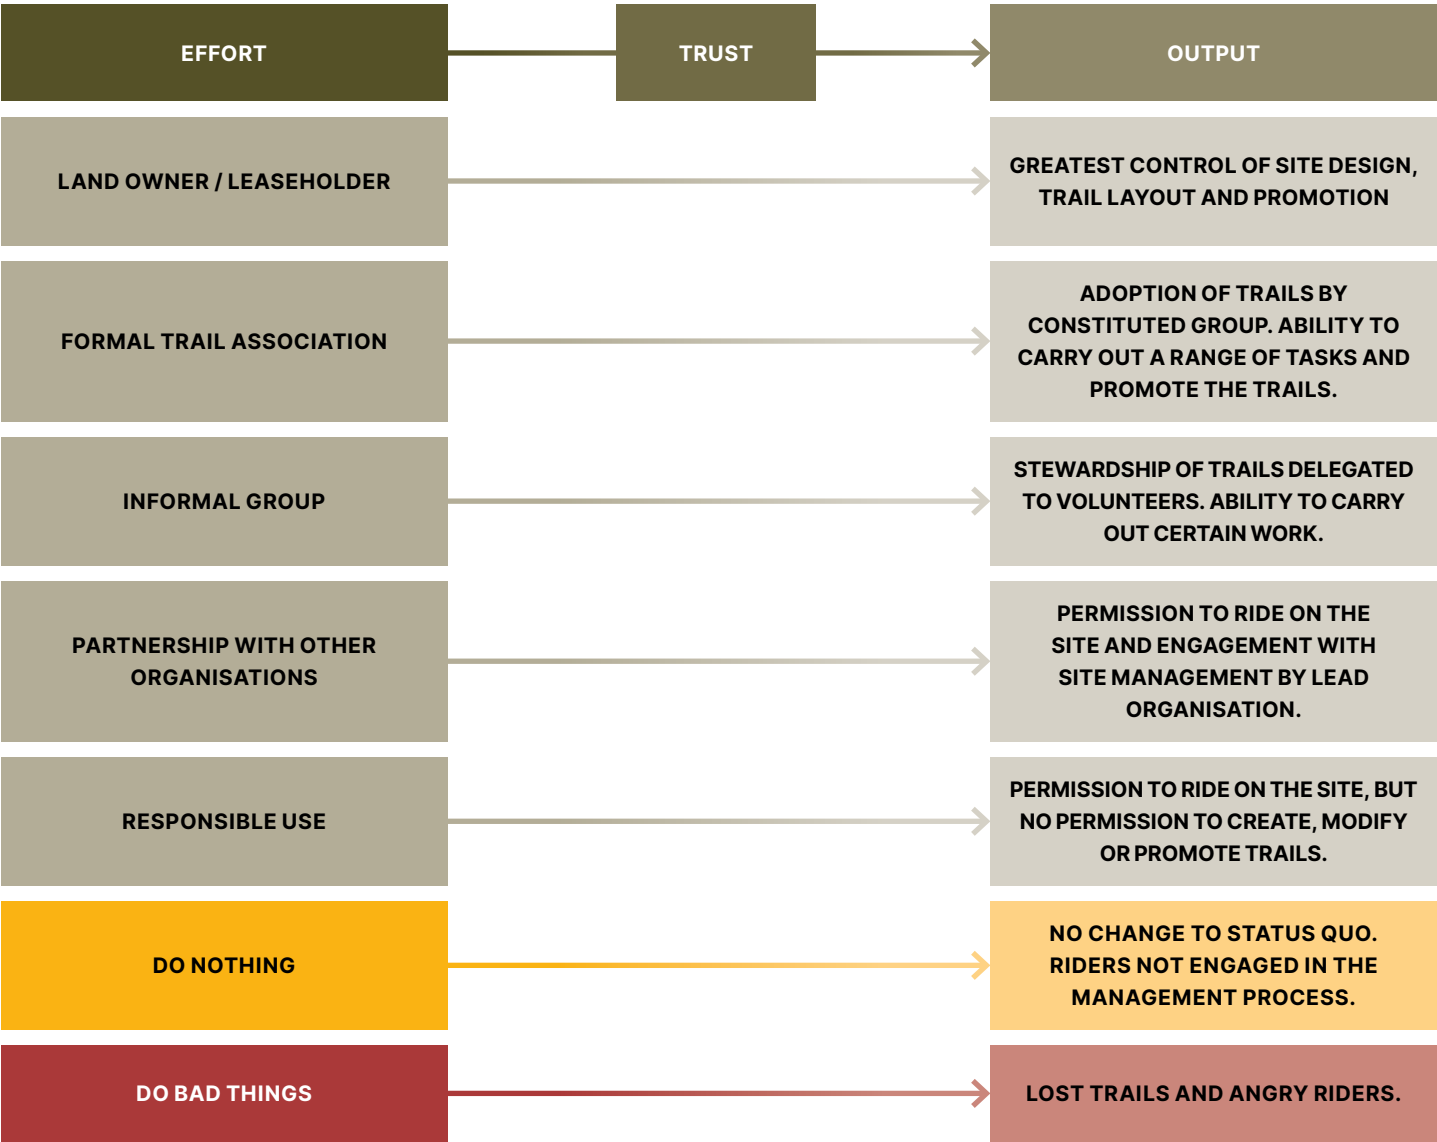 EFFORT
TRUST
OUTPUT
LAND OWNER / LEASEHOLDER
GREATEST CONTROL OF SITE DESIGN,
TRAIL LAYOUT AND PROMOTION
FORMAL TRAIL ASSOCIATION
ADOPTION OF TRAILS BY
CONSTITUTED GROUP. ABILITY TO
CARRY OUT A RANGE OF TASKS AND
PROMOTE THE TRAILS.
INFORMAL GROUP
STEWARDSHIP OF TRAILS DELEGATED
TO VOLUNTEERS. ABILITY TO CARRY
OUT CERTAIN WORK.
PARTNERSHIP WITH OTHER
ORGANISATIONS
PERMISSION TO RIDE ON THE
SITE AND ENGAGEMENT WITH
SITE MANAGEMENT BY LEAD
ORGANISATION.
RESPONSIBLE USE
PERMISSION TO RIDE ON THE SITE, BUT
NO PERMISSION TO CREATE, MODIFY
OR PROMOTE TRAILS.
DO NOTHING
NO CHANGE TO STATUS QUO.
RIDERS NOT ENGAGED IN THE
MANAGEMENT PROCESS.
DO BAD THINGS
LOST TRAILS AND ANGRY RIDERS.